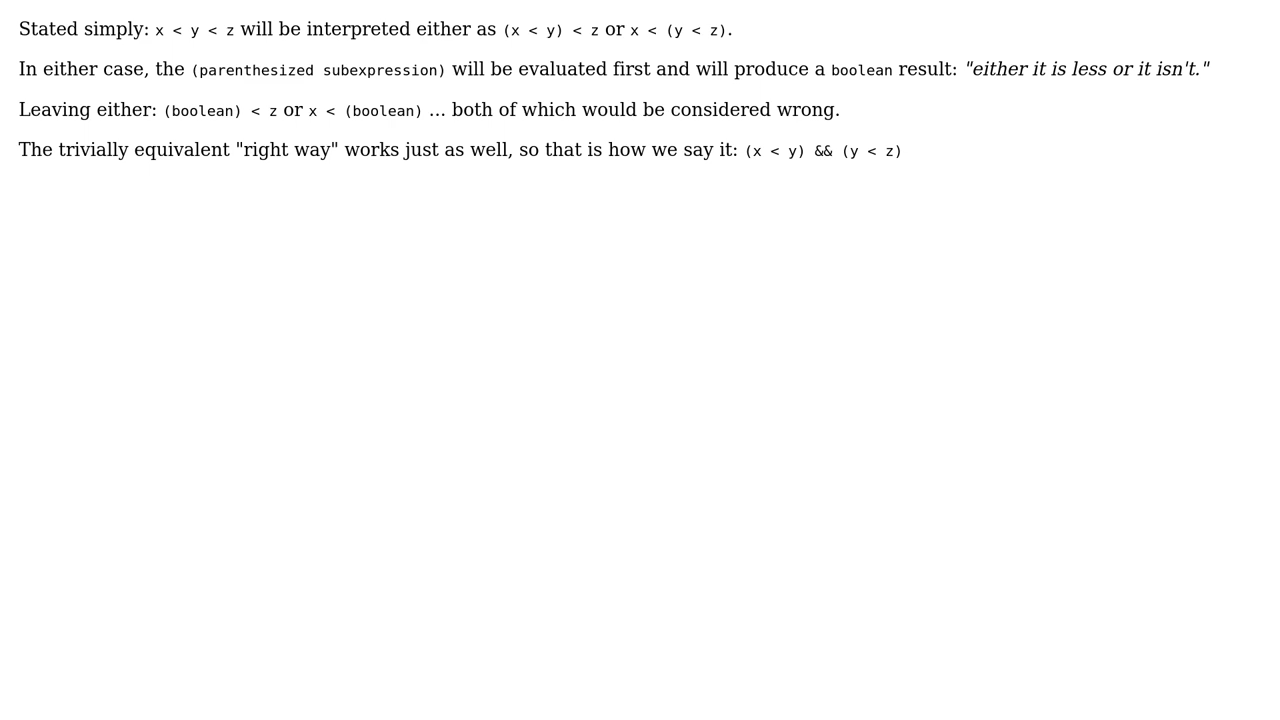 Stated simply: x < y < z will be interpreted either as (x < y) < z or x < (y < z).
In either case, the (parenthesized subexpression) will be evaluated first and will produce a boolean result: "either it is less or it isn't."
Leaving either: (boolean) < z or x < (boolean) ... both of which would be considered wrong.
The trivially equivalent "right way" works just as well, so that is how we say it: (x < y) && (y < z)